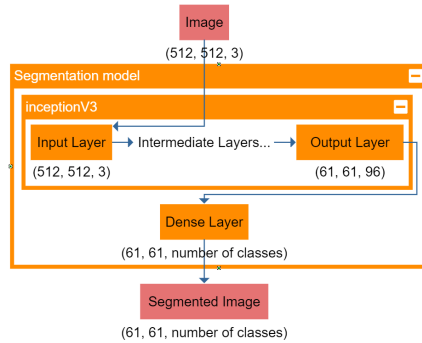 Image
(512, 512, 3)
Segmentation model
inceptionV3
Input Layer
Intermediate Layers...
Output Layer
(512, 512, 3)
(61, 61, 96)
Dense Layer
(61, 61, number of classes)
Segmented Image
(61, 61, number of classes)